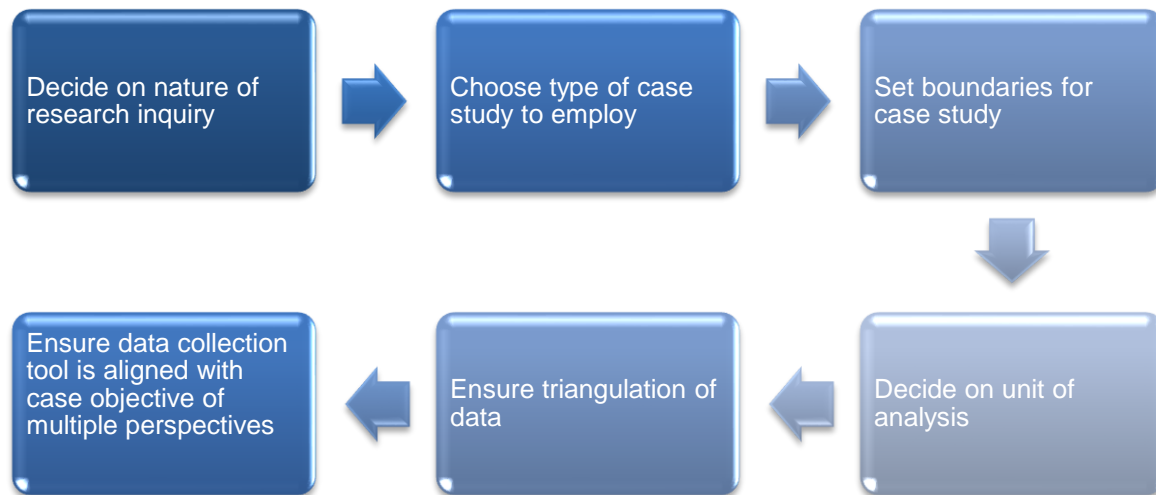 Decide on nature of
research inquiry
Choose type of case
study to employ
Set boundaries for
case study
Decide on unit of
analysis
Ensure triangulation of
data
Ensure data collection
tool is aligned with
case objective of
multiple perspectives